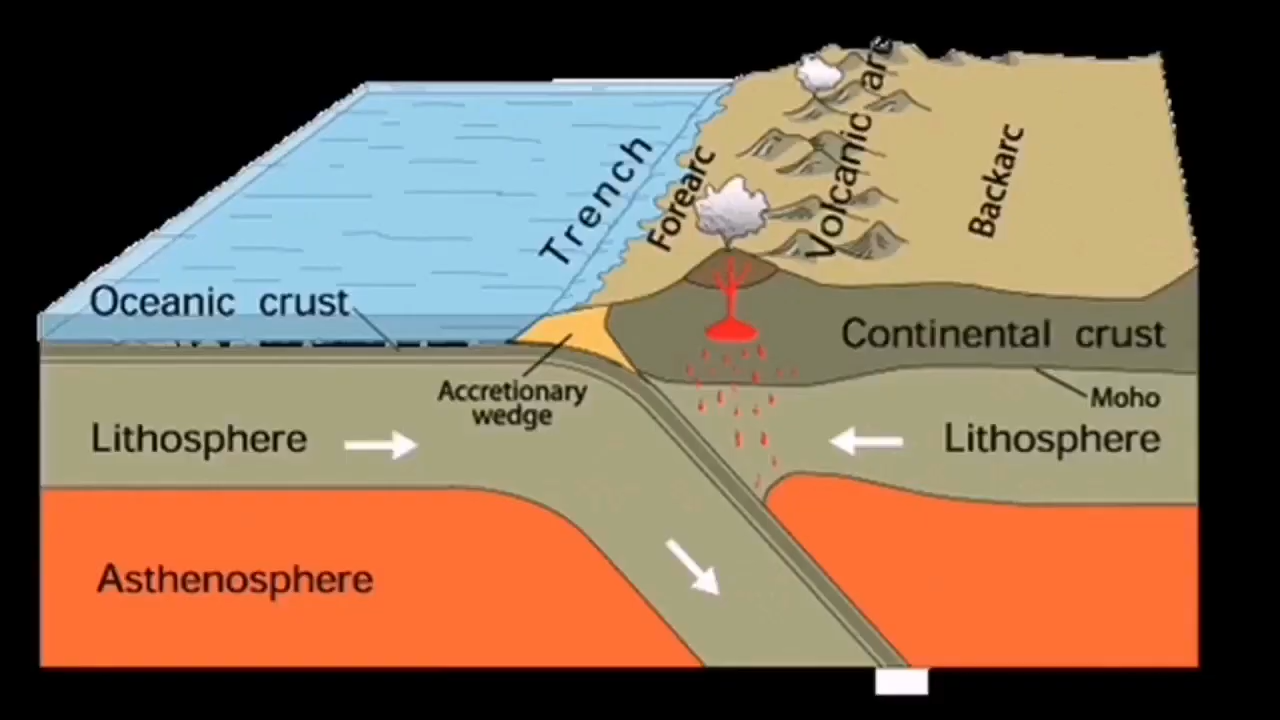 Trench
Forearc
Volcanic arc
Backarc
Oceanic crust
Continental crust
Accretionary
wedge
Moho
Lithosphere
Lithosphere
Asthenosphere